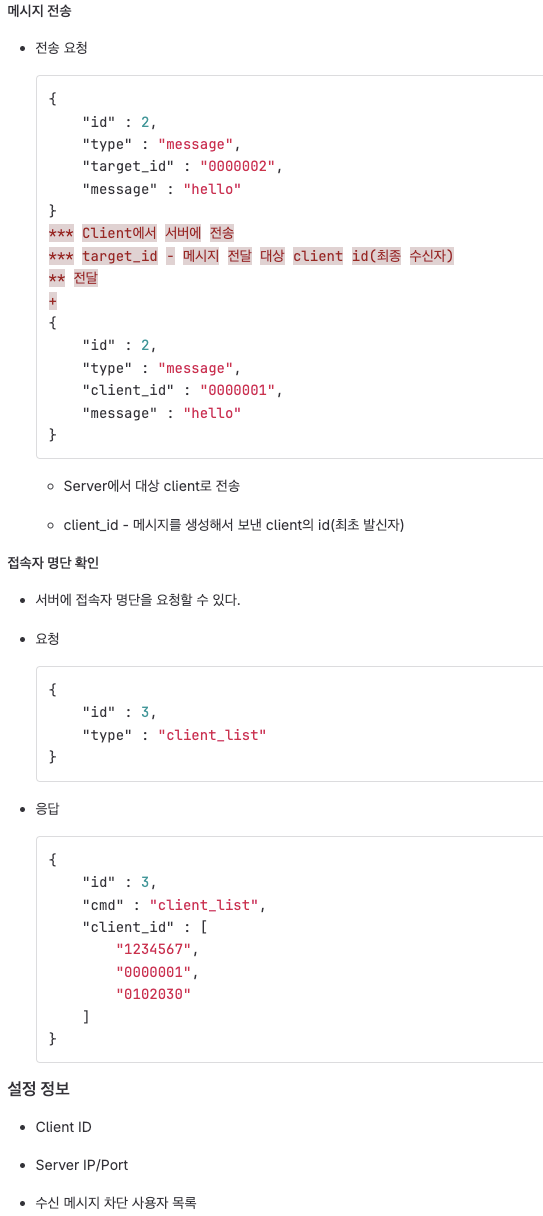 메시지 전송
전송 요청
{
    "id" : 2,
    "type" : "message",
    "target_id" : "0000002",
    "message" : "hello"
}
*** Client에서 서버에 전송
*** target_id - 메시지 전달 대상 client id(최종 수신자)
** 전달
+
{
    "id" : 2,
    "type" : "message",
    "client_id" : "0000001",
    "message" : "hello"
}
Server에서 대상 client로 전송
client_id - 메시지를 생성해서 보낸 client의 id(최초 발신자)
접속자 명단 확인
서버에 접속자 명단을 요청할 수 있다.
요청
{
    "id" : 3,
    "type" : "client_list"
}
응답
{
    "id" : 3,
    "cmd" : "client_list",
    "client_id" : [
        "1234567",
        "0000001",
        "0102030"
    ]
}
설정 정보
Client ID
Server IP/Port
수신 메시지 차단 사용자 목록